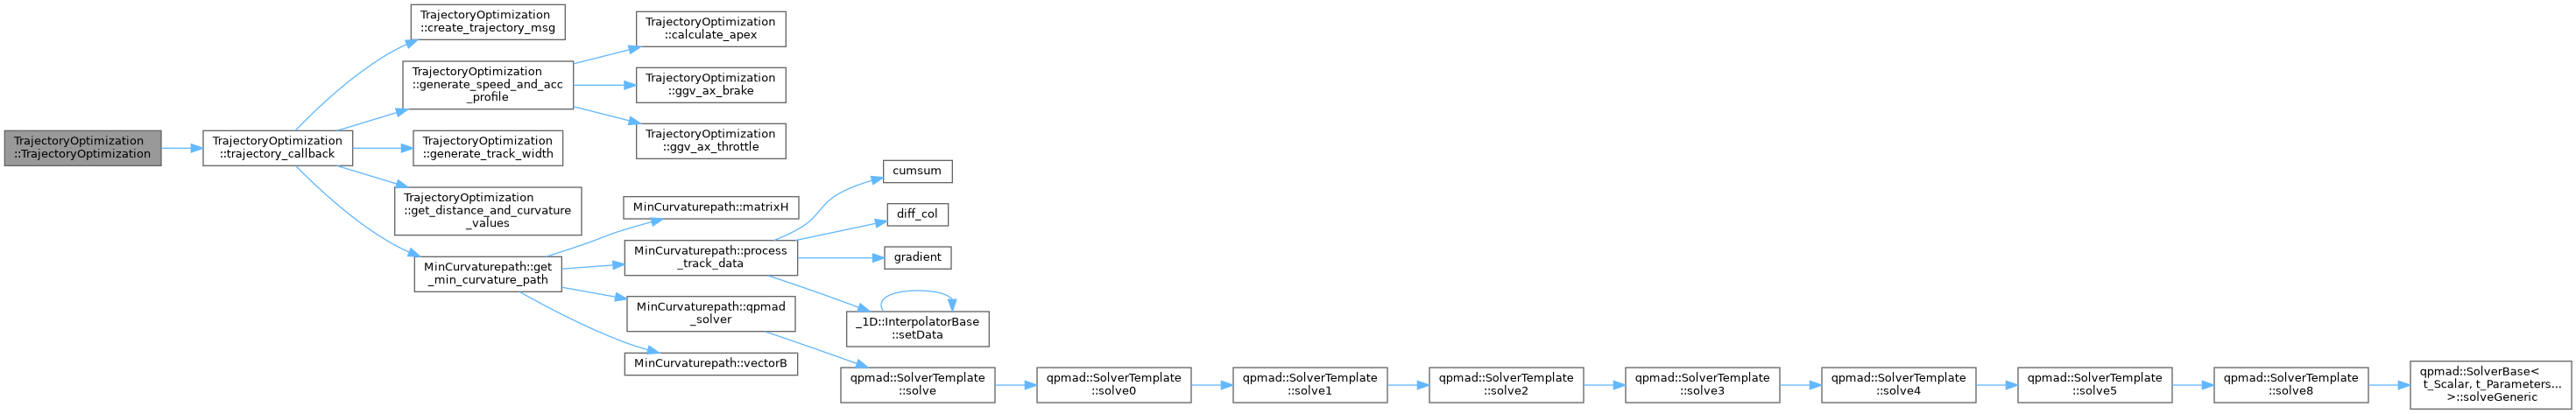 TrajectoryOptimization
::TrajectoryOptimization
TrajectoryOptimization
::trajectory_callback
TrajectoryOptimization
::create_trajectory_msg
TrajectoryOptimization
::generate_speed_and_acc
_profile
TrajectoryOptimization
::calculate_apex
TrajectoryOptimization
::ggv_ax_brake
TrajectoryOptimization
::ggv_ax_throttle
TrajectoryOptimization
::generate_track_width
TrajectoryOptimization
::get_distance_and_curvature
_values
MinCurvaturepath::get
_min_curvature_path
MinCurvaturepath::matrixH
MinCurvaturepath::process
_track_data
cumsum
diff_col
gradient
_1D::InterpolatorBase
::setData
MinCurvaturepath::qpmad
_solver
MinCurvaturepath::vectorB
qpmad::SolverTemplate
::solve
qpmad::SolverTemplate
::solve0
qpmad::SolverTemplate
::solve1
qpmad::SolverTemplate
::solve2
qpmad::SolverTemplate
::solve3
qpmad::SolverTemplate
::solve4
qpmad::SolverTemplate
::solve5
qpmad::SolverTemplate
::solve8
qpmad::SolverBase<
t_Scalar, t_Parameters...
>::solveGeneric